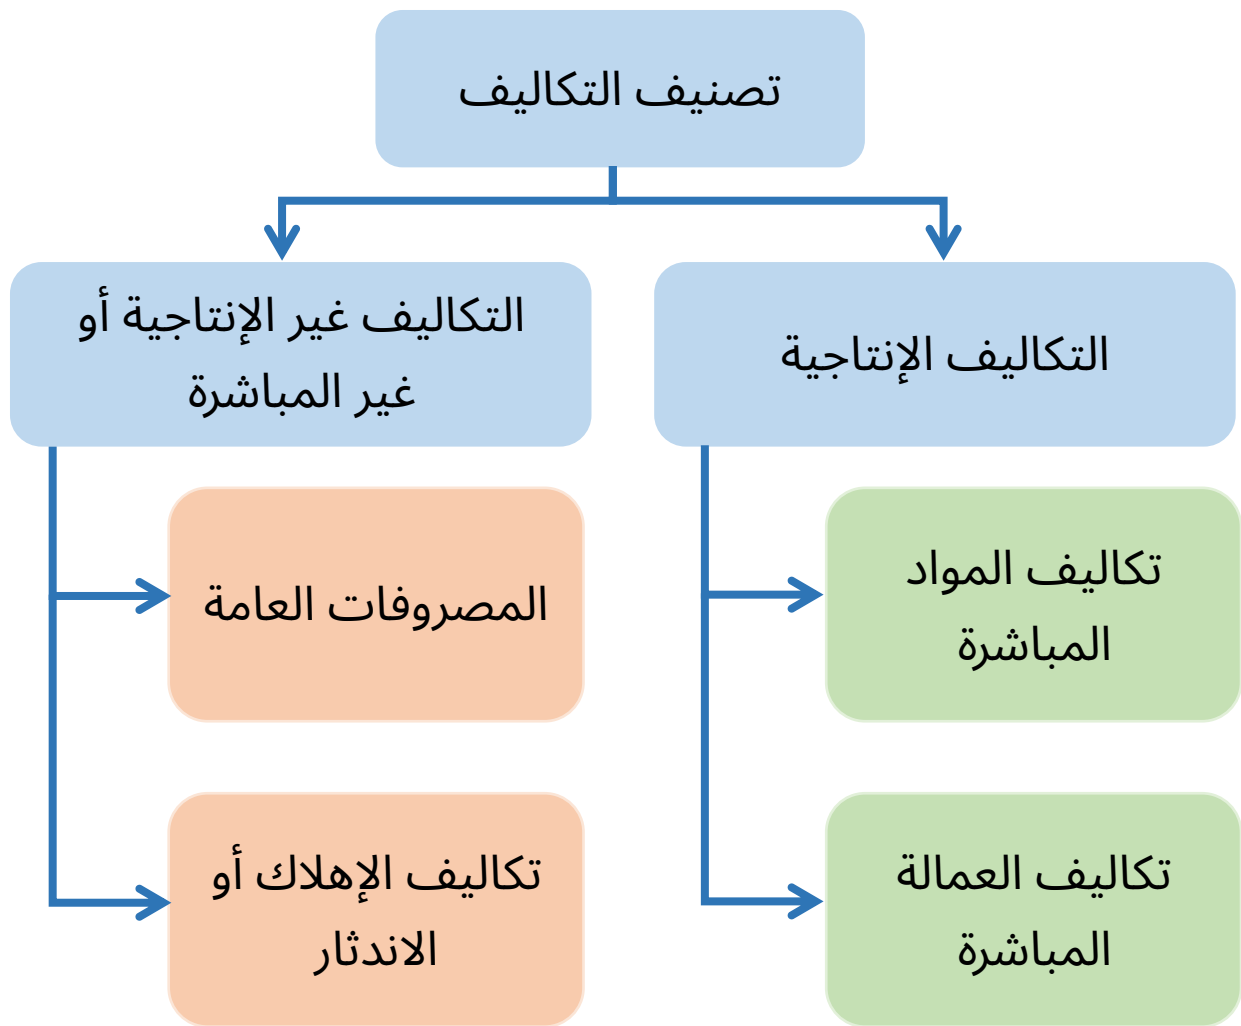 تصنيف التكاليف
التكاليف الإنتاجية
التكاليف غير الإنتاجية أو
غير المباشرة
تكاليف المواد
المباشرة
المصروفات العامة
تكاليف العمالة
المباشرة
تكاليف الإهلاك أو
الاندثار